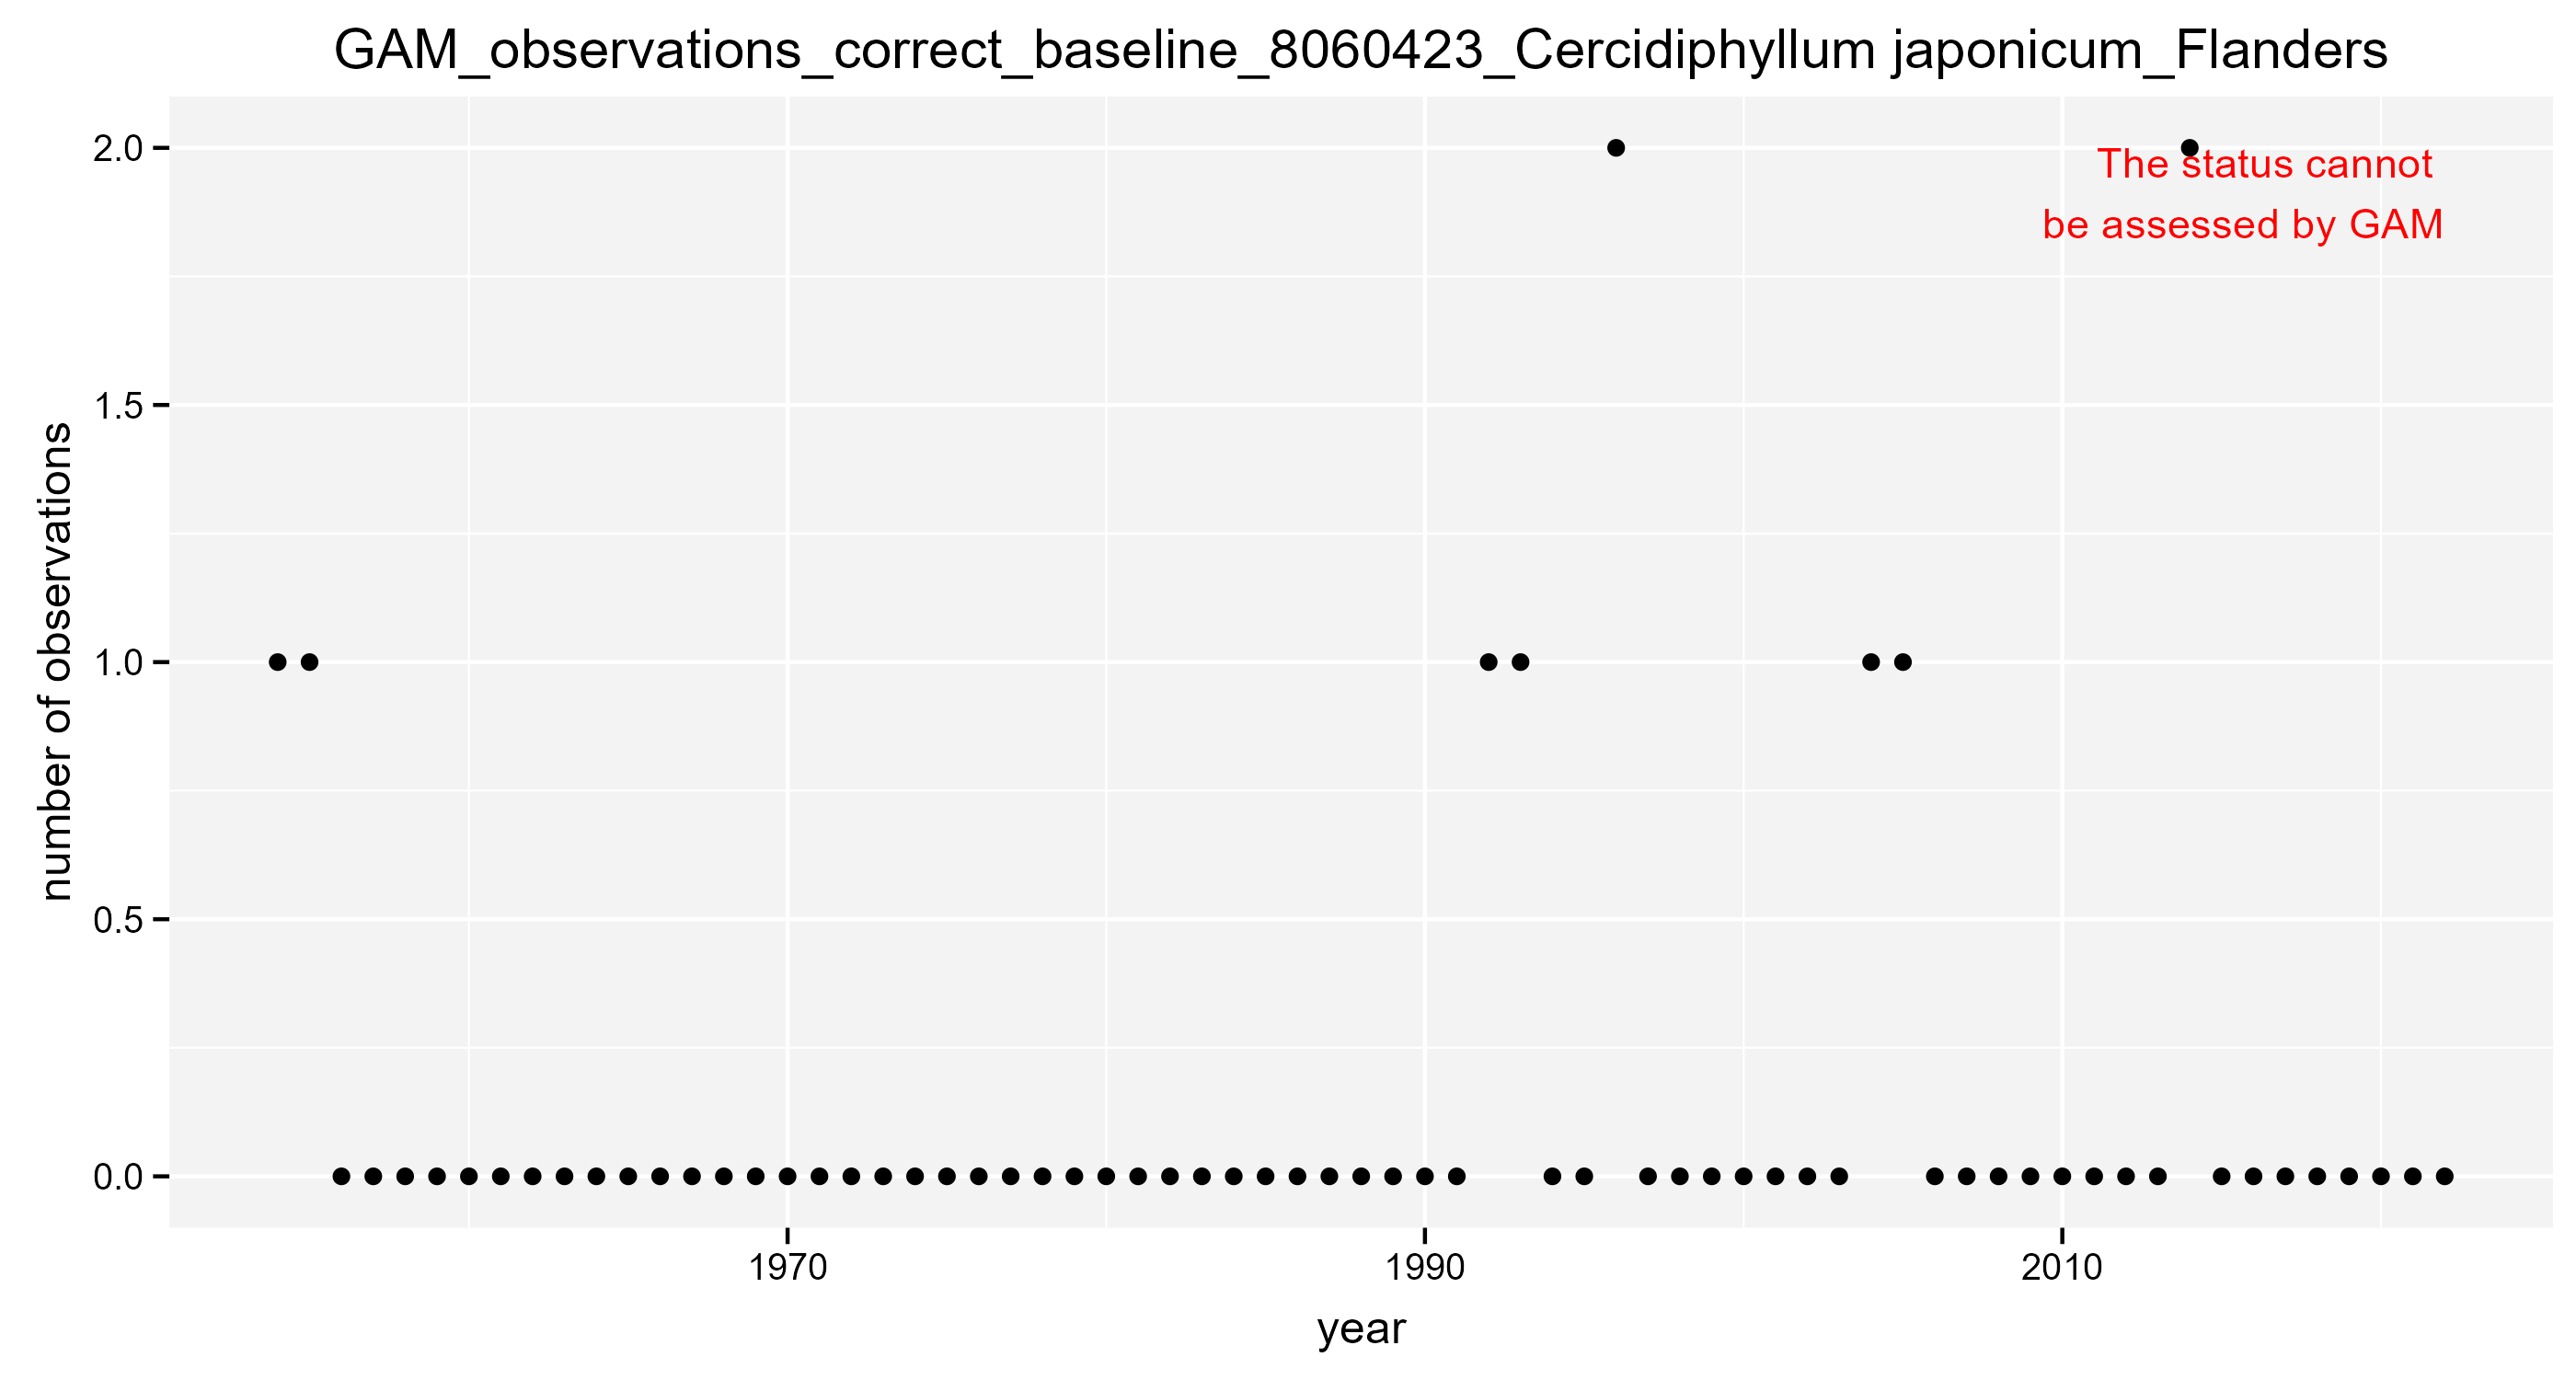 GAM_observations_correct_baseline_8060423_Cercidiphyllum japonicum_Flanders
2.0
The status cannot
be assessed by GAM
1.5
number of observations
1.0
0.5
0.0
1970 1990 2010
year